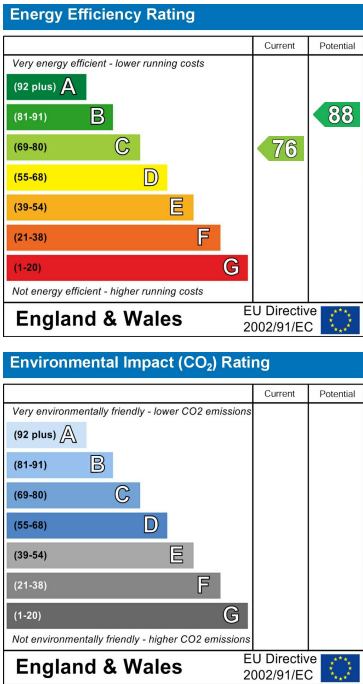 Energy Efficiency Rating
Current Potential
Very energy efficient - lower running costs
(92 plus) A
(81-91) B
(69-80) C
(55-68) D
(39-54) E
(21-38) F
(1-20) G
76
88
Not energy efficient - higher running costs
England & Wales
EU Directive
2002/91/EC
Environmental Impact (CO₂) Rating
Current Potential
Very environmentally friendly - lower CO2 emissions
(92 plus) A
(81-91) B
(69-80) C
(55-68) D
(39-54) E
(21-38) F
(1-20) G
Not environmentally friendly - higher CO2 emissions
England & Wales
EU Directive
2002/91/EC